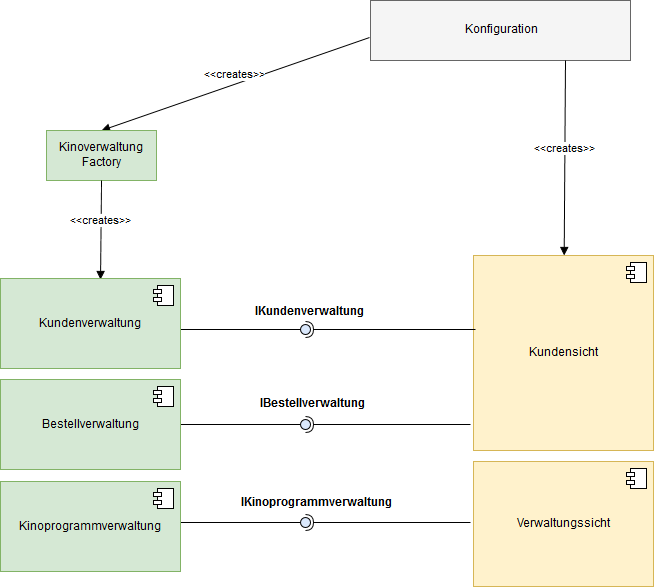 Konfiguration
<<creates>>
Kinoverwaltung
Factory
<<creates>>
<<creates>>
IKundenverwaltung
Kundenverwaltung
Kundensicht
IBestellverwaltung
Bestellverwaltung
IKinoprogrammverwaltung
Kinoprogrammverwaltung
Verwaltungssicht